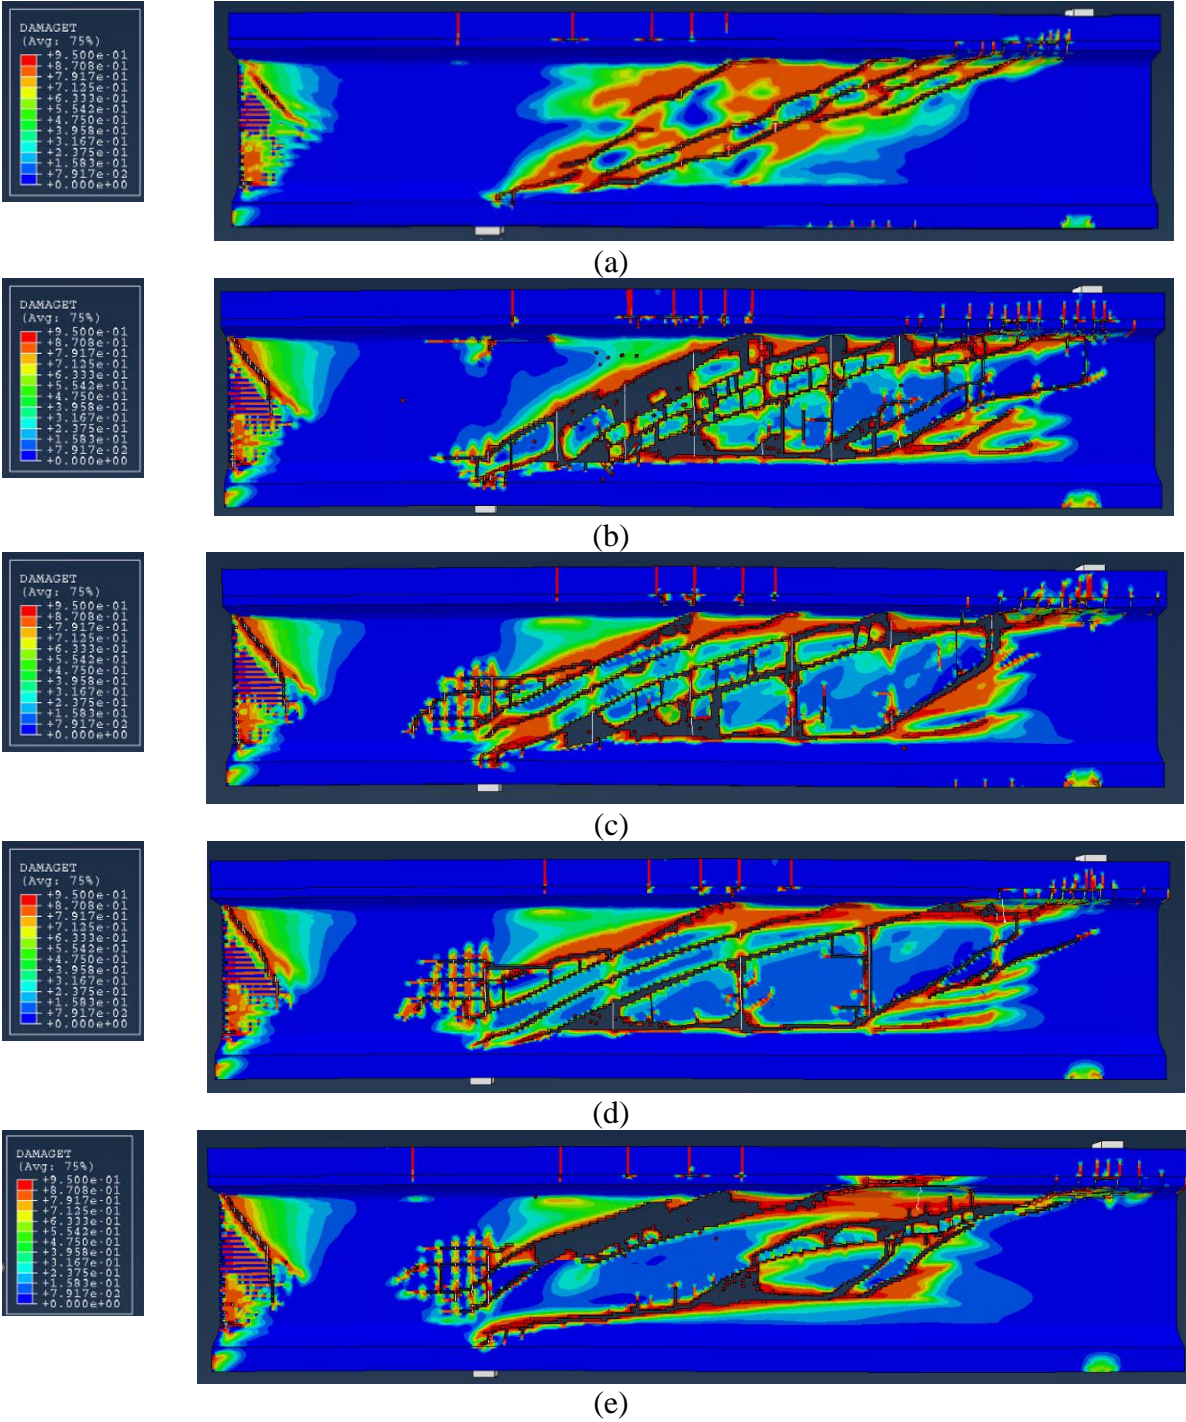 DAMAGET
(Avg: 75%)
+9.500e-01
+8.708e-01
+7.917e-01
+7.125e-01
+6.333e-01
+5.542e-01
+4.750e-01
+3.958e-01
+3.167e-01
+2.375e-01
+1.583e-01
+7.917e-02
+0.000e+00
(a)
DAMAGET
(Avg: 75%)
+9.500e-01
+8.708e-01
+7.917e-01
+7.125e-01
+6.333e-01
+5.542e-01
+4.750e-01
+3.958e-01
+3.167e-01
+2.375e-01
+1.583e-01
+7.917e-02
+0.000e+00
(b)
DAMAGET
(Avg: 75%)
+9.500e-01
+8.708e-01
+7.917e-01
+7.125e-01
+6.333e-01
+5.542e-01
+4.750e-01
+3.958e-01
+3.167e-01
+2.375e-01
+1.583e-01
+7.917e-02
+0.000e+00
(c)
DAMAGET
(Avg: 75%)
+9.500e-01
+8.708e-01
+7.917e-01
+7.125e-01
+6.333e-01
+5.542e-01
+4.750e-01
+3.958e-01
+3.167e-01
+2.375e-01
+1.583e-01
+7.917e-02
+0.000e+00
(d)
DAMAGET
(Avg: 75%)
+9.500e-01
+8.708e-01
+7.917e-01
+7.125e-01
+6.333e-01
+5.542e-01
+4.750e-01
+3.958e-01
+3.167e-01
+2.375e-01
+1.583e-01
+7.917e-02
+0.000e+00
(e)